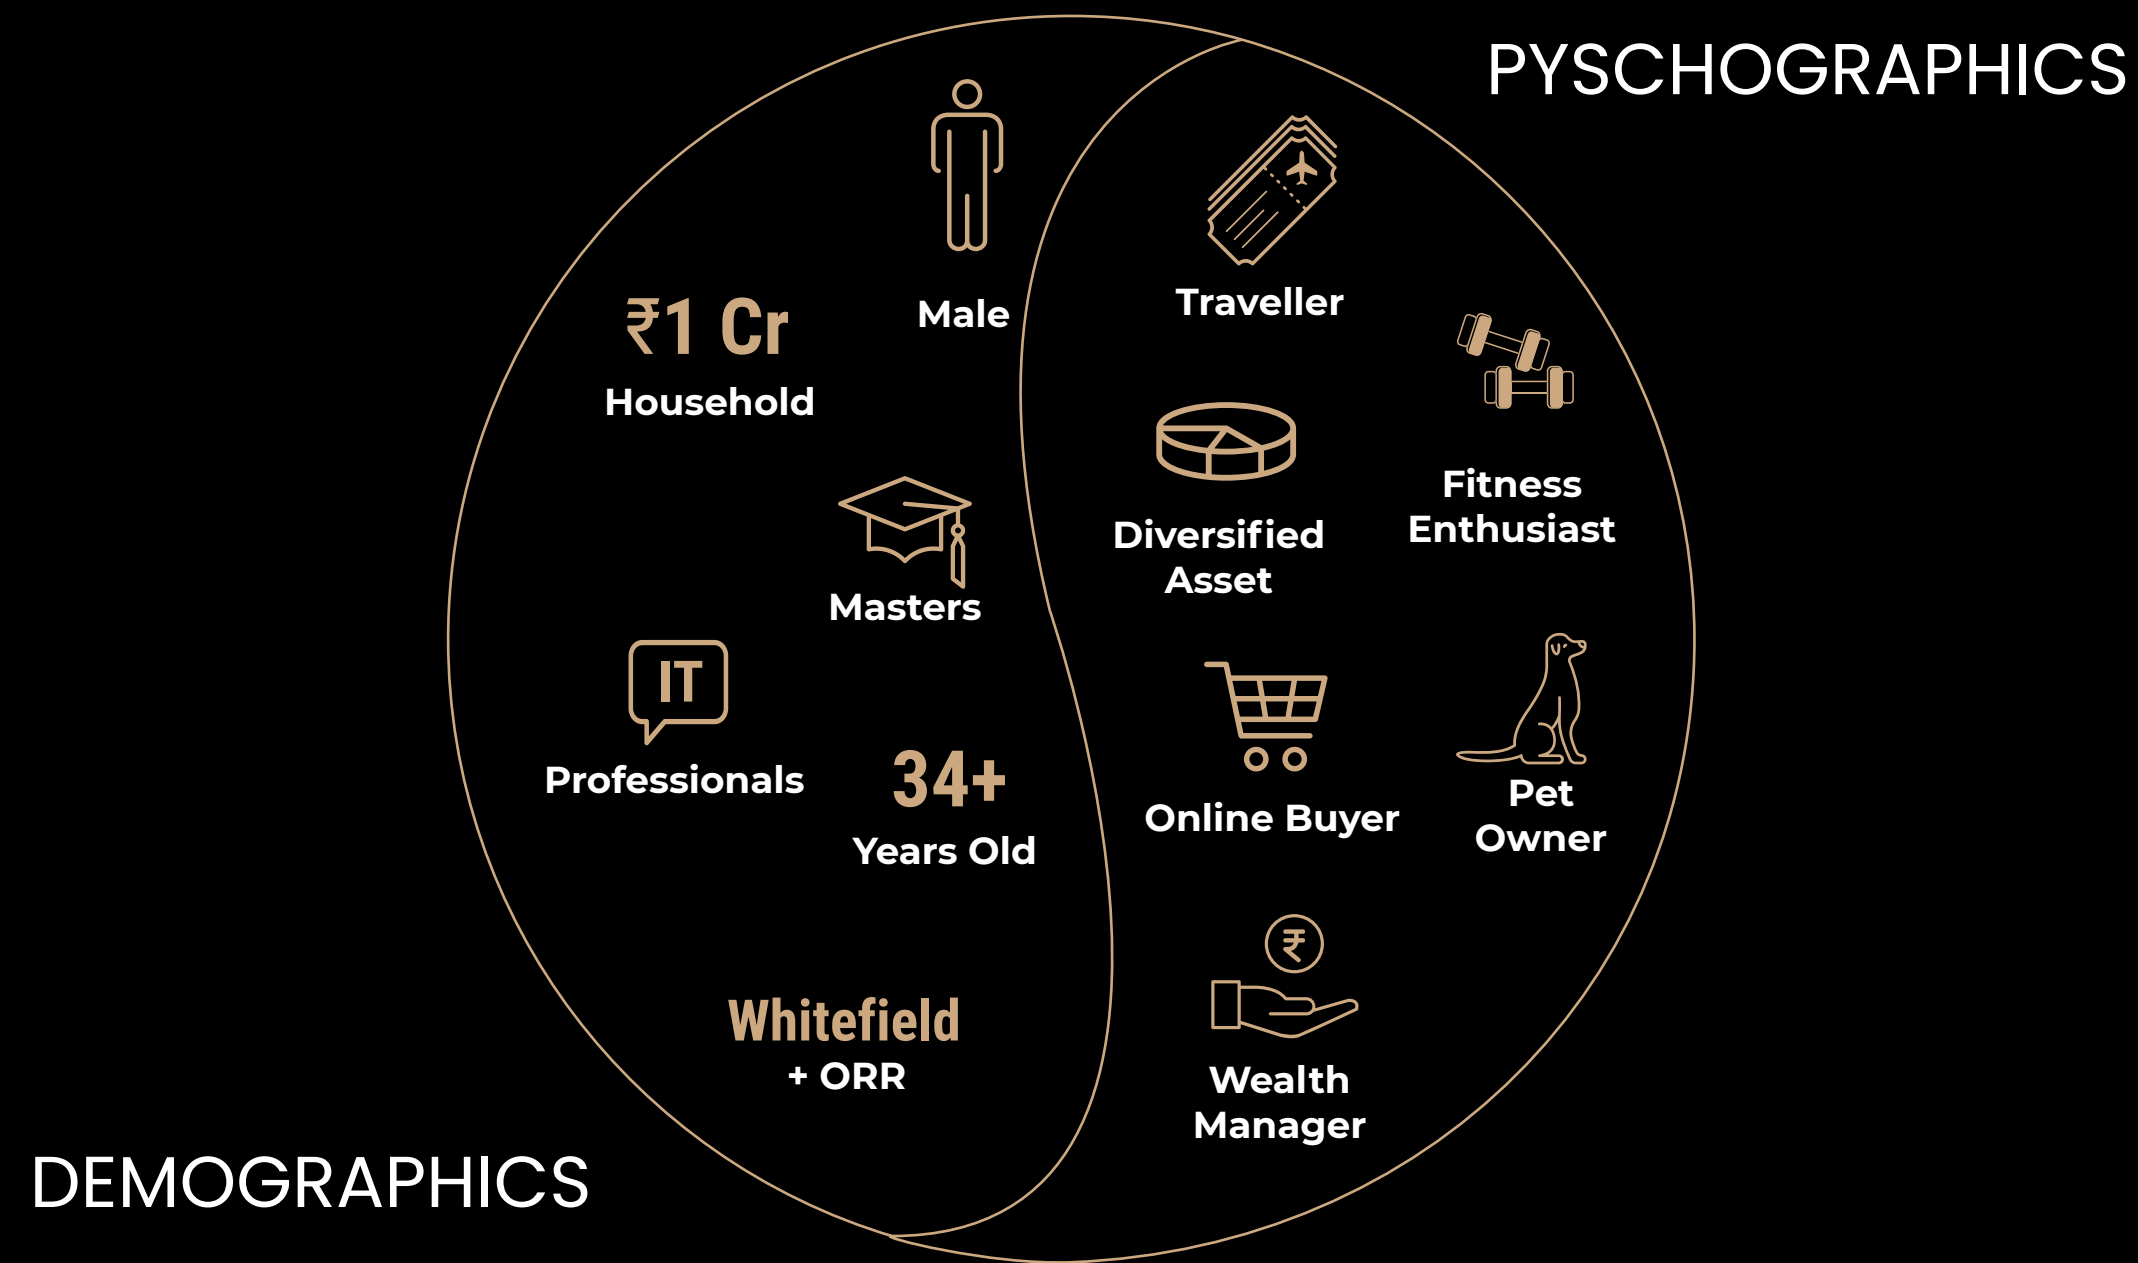 PYSCHOGRAPHICS
Male
₹1 Cr
Household
Masters
IT
Professionals
34+
Years Old
Whitefield
+ ORR
Traveller
Fitness
Enthusiast
Diversified
Asset
Online Buyer
Pet
Owner
₹
Wealth
Manager
DEMOGRAPHICS